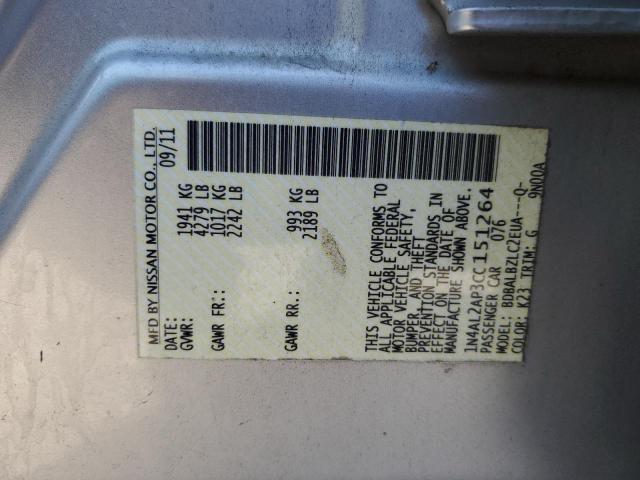 MFD BY NISSAN MOTOR CO., LTD.
DATE: 09/11
GVWR: 1941 KG
4279 LB
GAWR FR: 1017 KG
2242 LB
GAWR RR: 993 KG
2189 LB
THIS VEHICLE CONFORMS TO
ALL APPLICABLE FEDERAL
MOTOR VEHICLE SAFETY,
BUMPER, AND THEFT
PREVENTION STANDARDS IN
EFFECT ON THE DATE OF
MANUFACTURE SHOWN ABOVE.
1N4AL2AP3CC151264
PASSENGER CAR 076
MODEL: BDBALBZLC2EUA---Q-
COLOR: K23 TRIM: G 9N00A